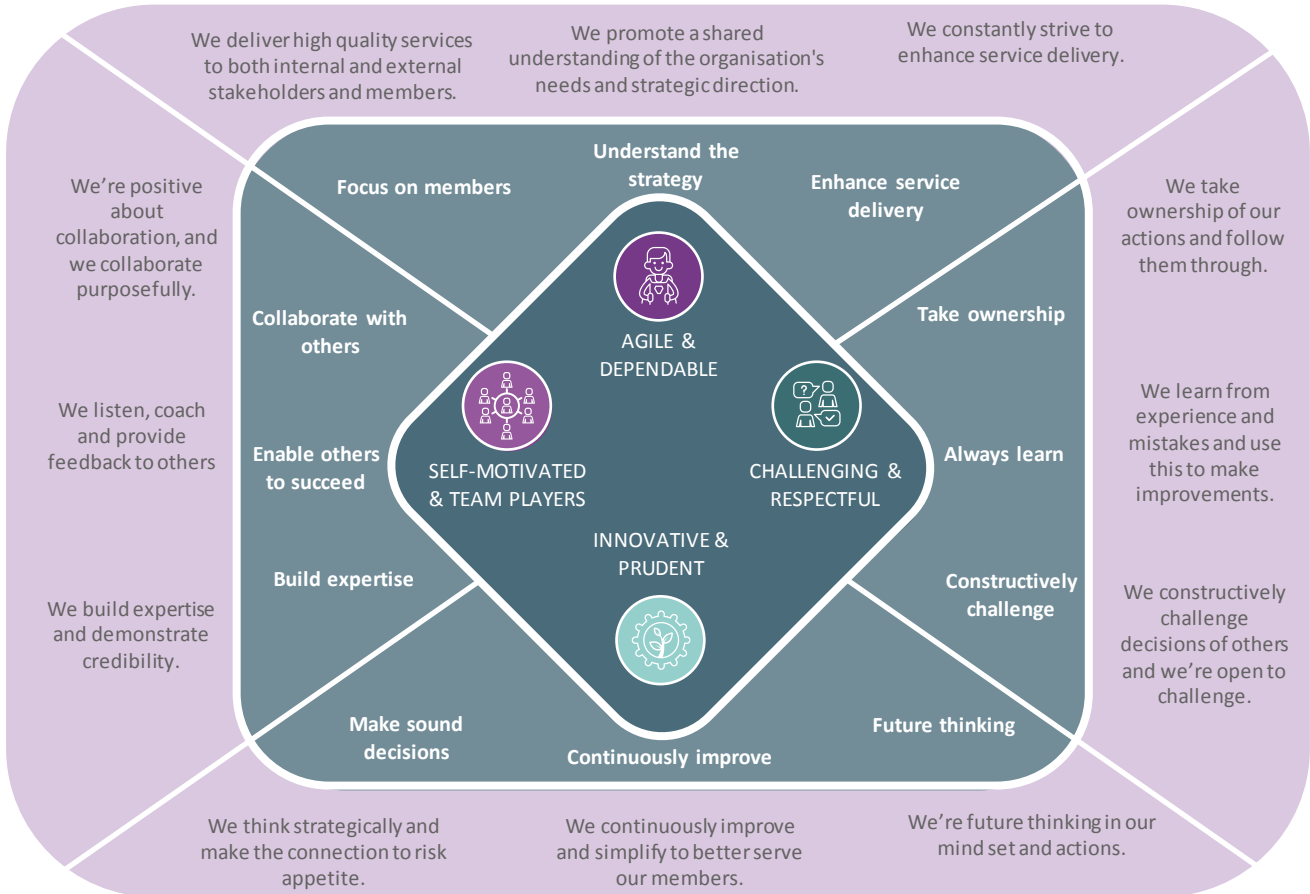 We deliver high quality services
to both internal and external
stakeholders and members.
We promote a shared
understanding of the organisation's
needs and strategic direction.
We constantly strive to
enhance service delivery.
Focus on members
Understand the
strategy
Enhance service
delivery
We're positive
about
collaboration, and
we collaborate
purposefully.
We listen, coach
and provide
feedback to others
We build expertise
and demonstrate
credibility.
Collaborate with
others
Enable others
to succeed
Build expertise
AGILE &
DEPENDABLE
SELF-MOTIVATED
& TEAM PLAYERS
?
CHALLENGING &
RESPECTFUL
INNOVATIVE &
PRUDENT
Take ownership
Always learn
Constructively
challenge
We take
ownership of our
actions and follow
them through.
We learn from
experience and
mistakes and use
this to make
improvements.
We constructively
challenge
decisions of others
and we're open to
challenge.
Make sound
decisions
Continuously improve
Future thinking
We think strategically and
make the connection to risk
appetite.
We continuously improve
and simplify to better serve
our members.
We're future thinking in our
mind set and actions.